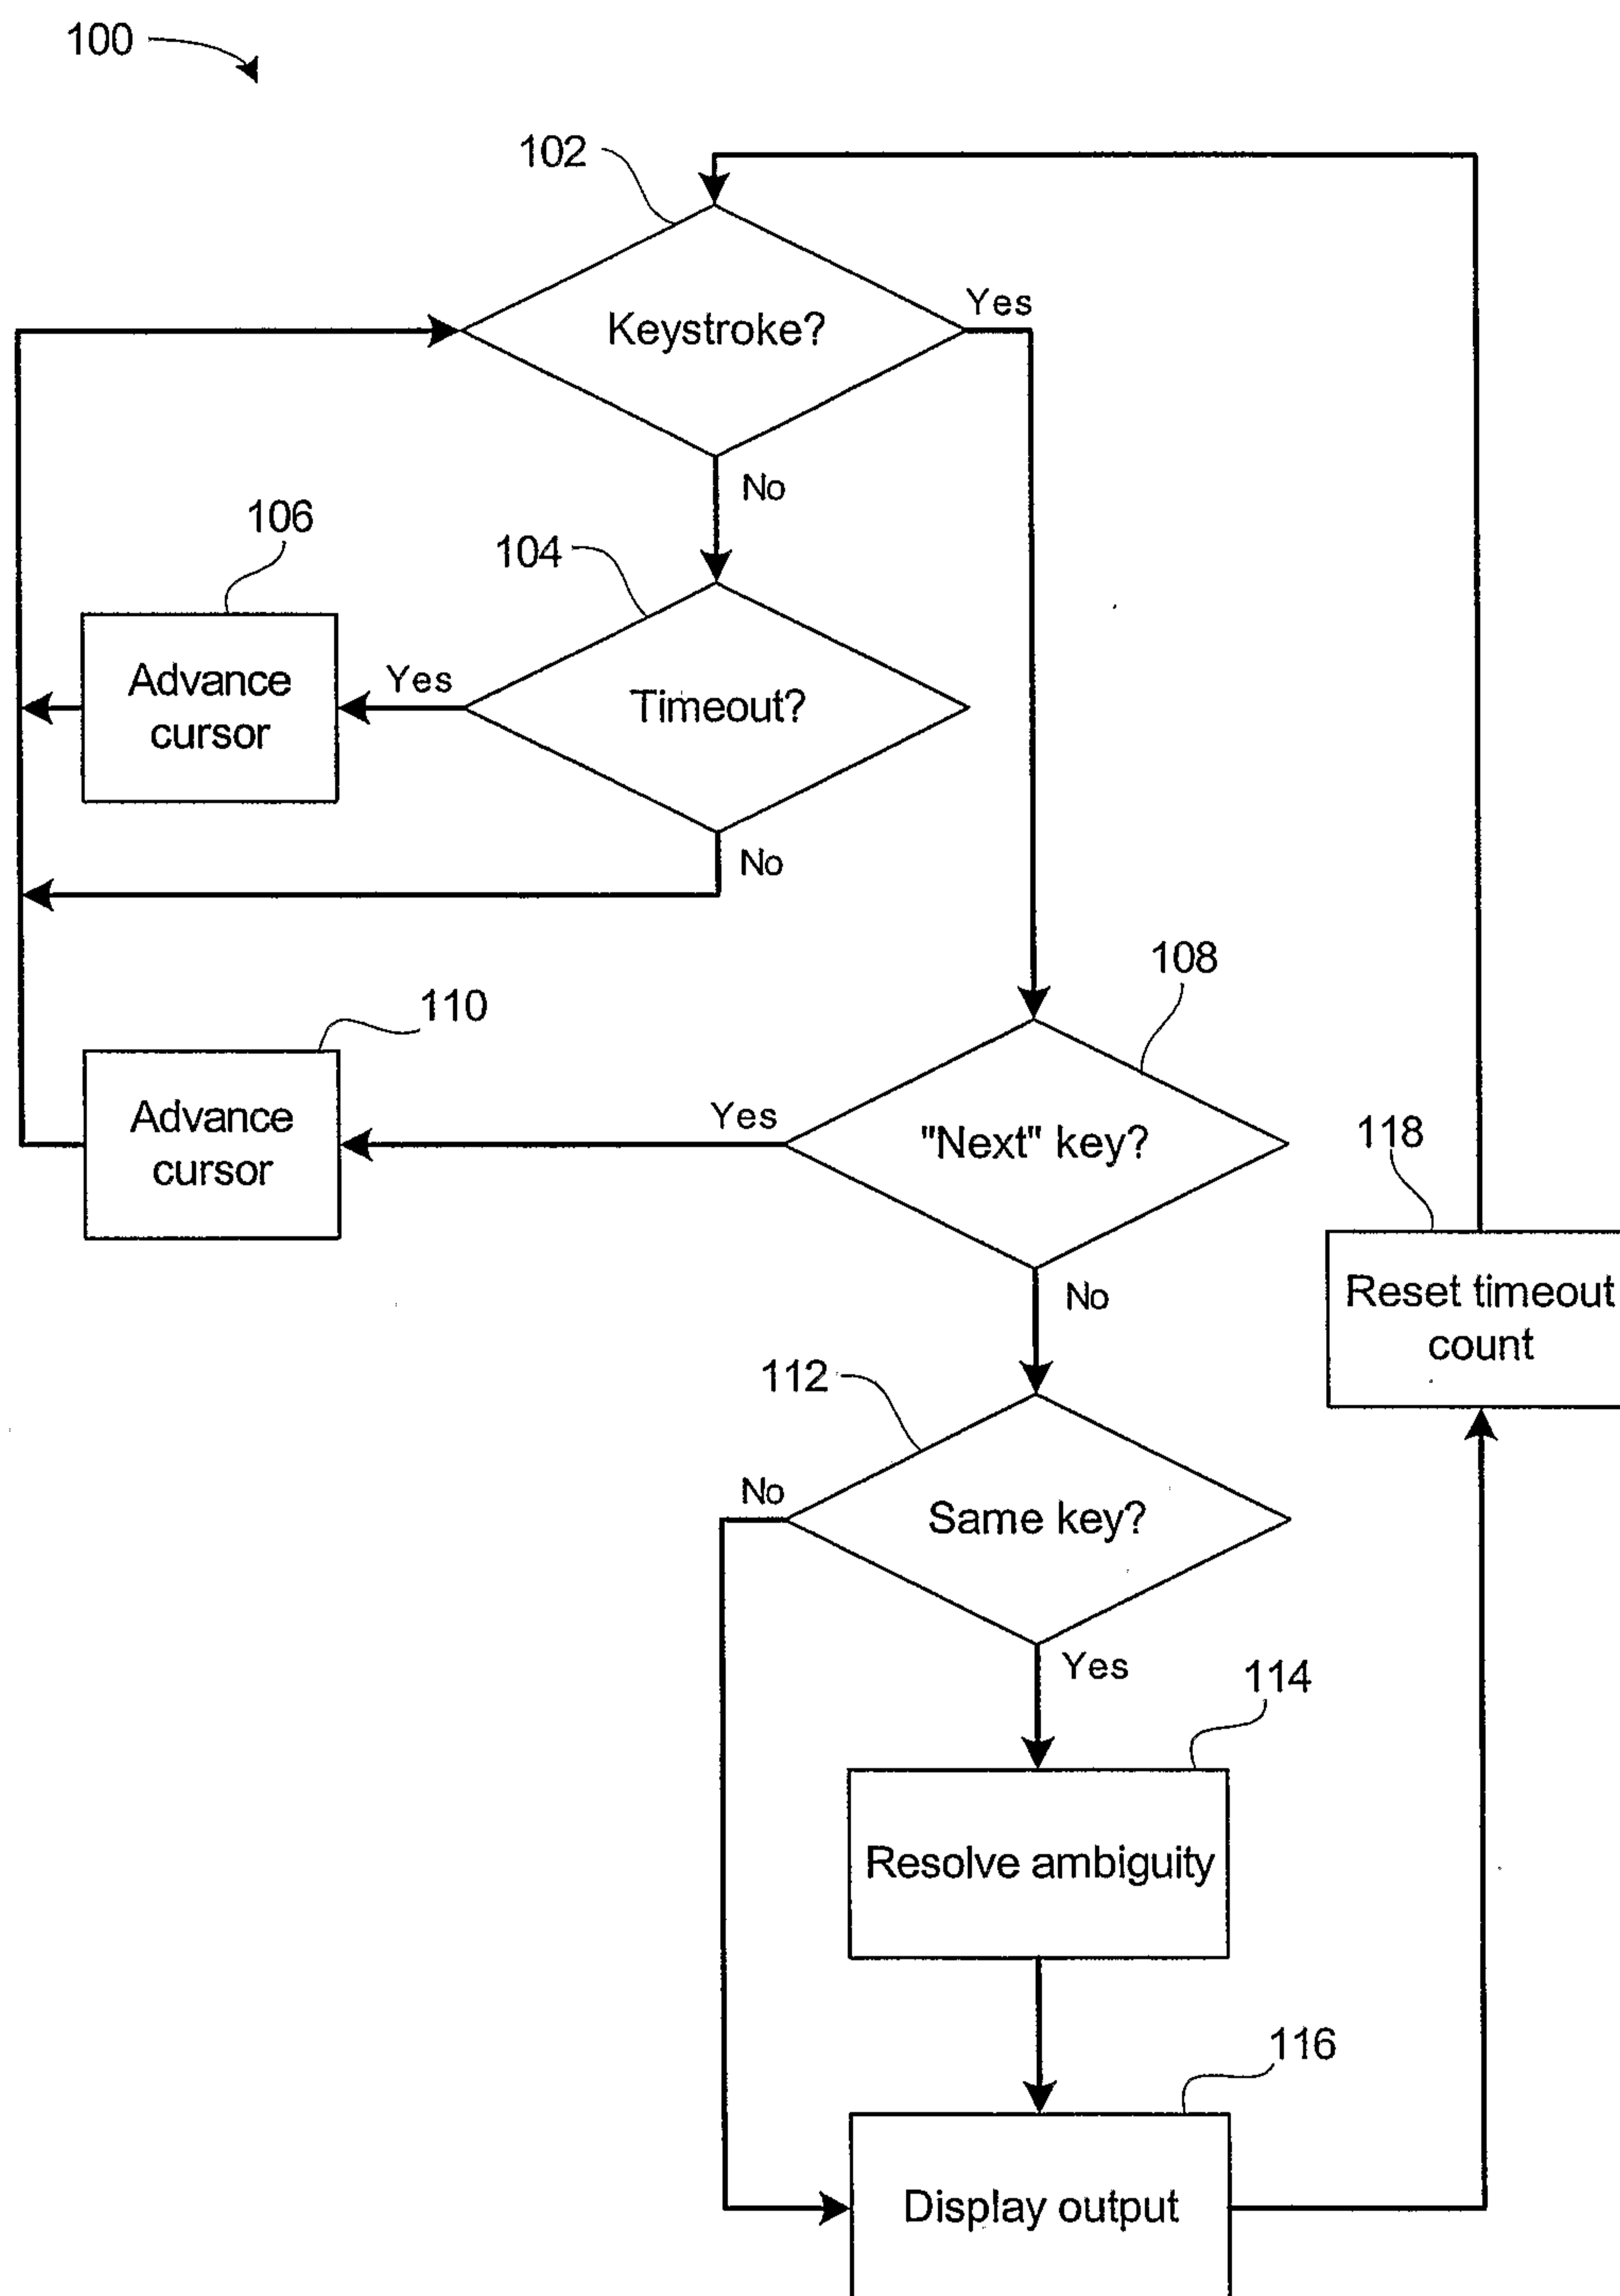 100
102
Keystroke?
Yes
No
106
104
Advance
cursor
Yes
Timeout?
No
108
110
Advance
cursor
Yes
"Next" key?
118
Reset timeout
count
No
112
No
Same key?
Yes
114
Resolve ambiguity
116
Display output